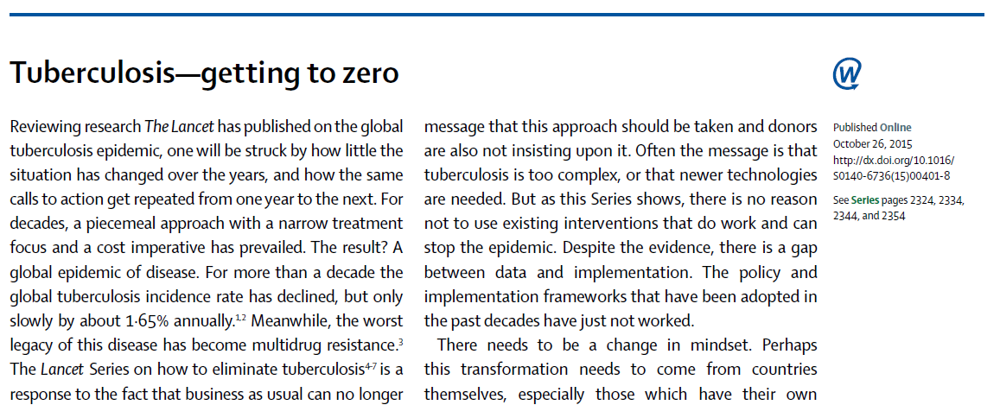 Tuberculosis—getting to zero
Reviewing research The Lancet has published on the global
tuberculosis epidemic, one will be struck by how little the
situation has changed over the years, and how the same
calls to action get repeated from one year to the next. For
decades, a piecemeal approach with a narrow treatment
focus and a cost imperative has prevailed. The result? A
global epidemic of disease. For more than a decade the
global tuberculosis incidence rate has declined, but only
slowly by about 1·65% annually.1,2 Meanwhile, the worst
legacy of this disease has become multidrug resistance.3
The Lancet Series on how to eliminate tuberculosis4–7 is a
response to the fact that business as usual can no longer
message that this approach should be taken and donors
are also not insisting upon it. Often the message is that
tuberculosis is too complex, or that newer technologies
are needed. But as this Series shows, there is no reason
not to use existing interventions that do work and can
stop the epidemic. Despite the evidence, there is a gap
between data and implementation. The policy and
implementation frameworks that have been adopted in
the past decades have just not worked.
There needs to be a change in mindset. Perhaps
this transformation needs to come from countries
themselves, especially those which have their own
W
Published Online
October 26, 2015
http://dx.doi.org/10.1016/
S0140-6736(15)00401-8
See Series pages 2324, 2334,
2344, and 2354